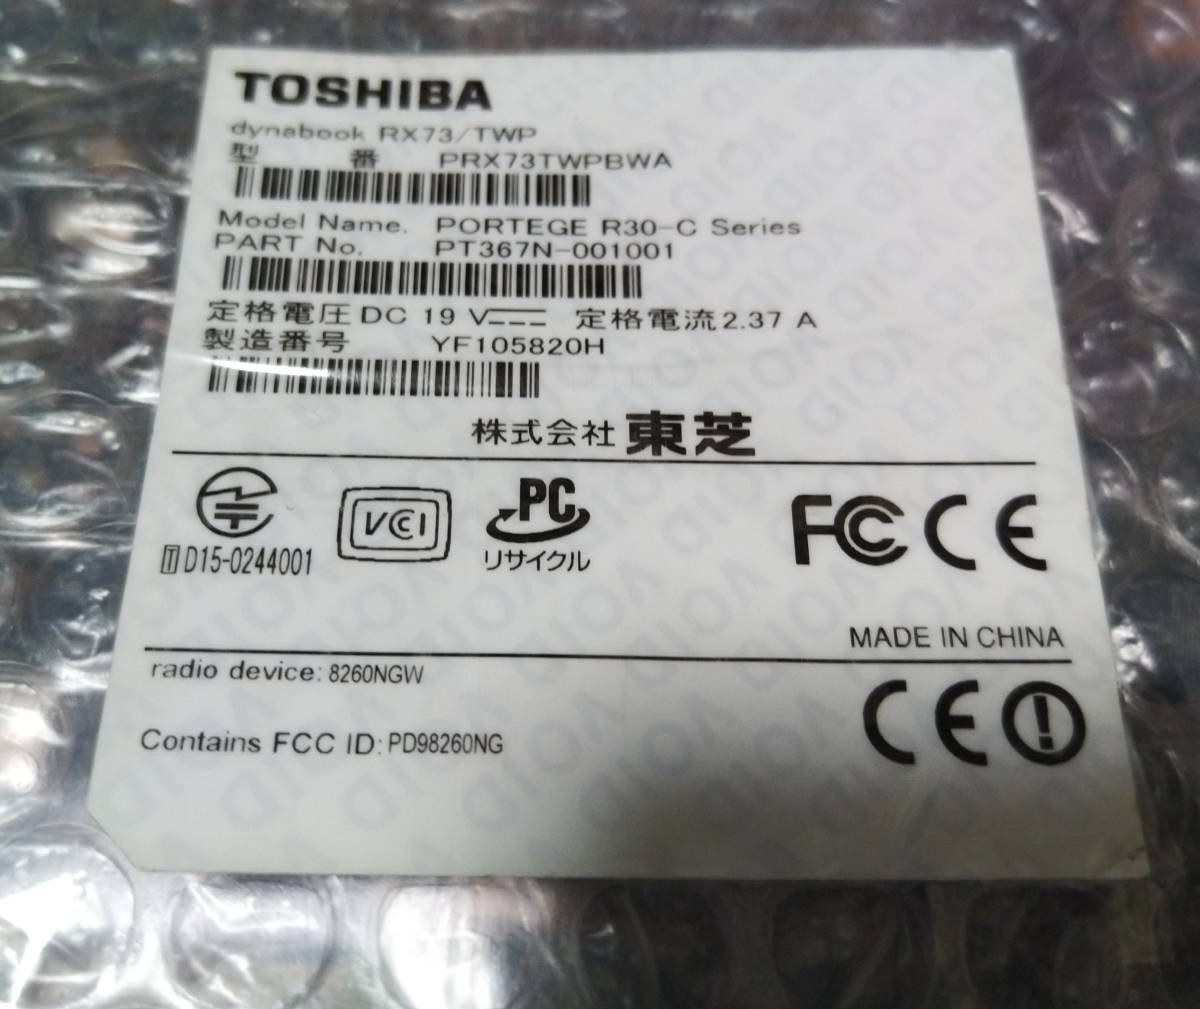 TOSHIBA
dynabook RX73/TWP
型 番 PRX73TWPBWA
Model Name. PORTEGE R30-C Series
PART No. PT367N-001001
定格電圧 DC 19 V 定格電流 2.37 A
製造番号 YF105820H
株式会社 東芝
T D15-0244001
VCI
PC
リサイクル
FC CE
MADE IN CHINA
radio device: 8260NGW
Contains FCC ID: PD98260NG
CE !